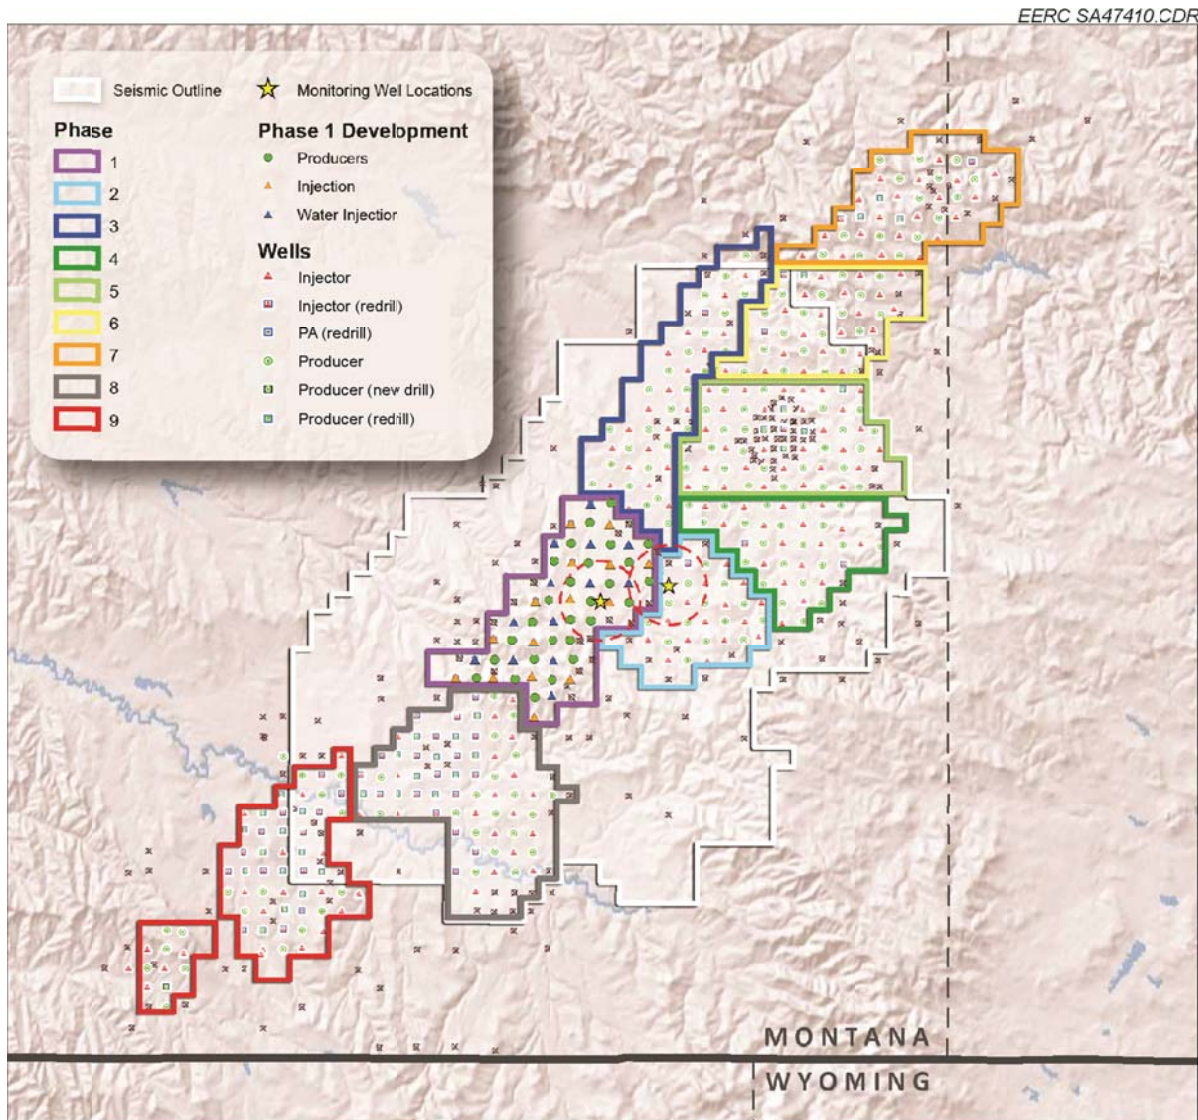 EERC SA47410.CDR
Seismic Outline
Monitoring Well Locations
Phase
Phase 1 Development
1
Producers
2
Injection
3
Water Injection
4
Wells
5
Injector
6
Injector (redrill)
7
PA (redrill)
8
Producer
9
Producer (new drill)
Producer (redrill)
MONTANA
WYOMING